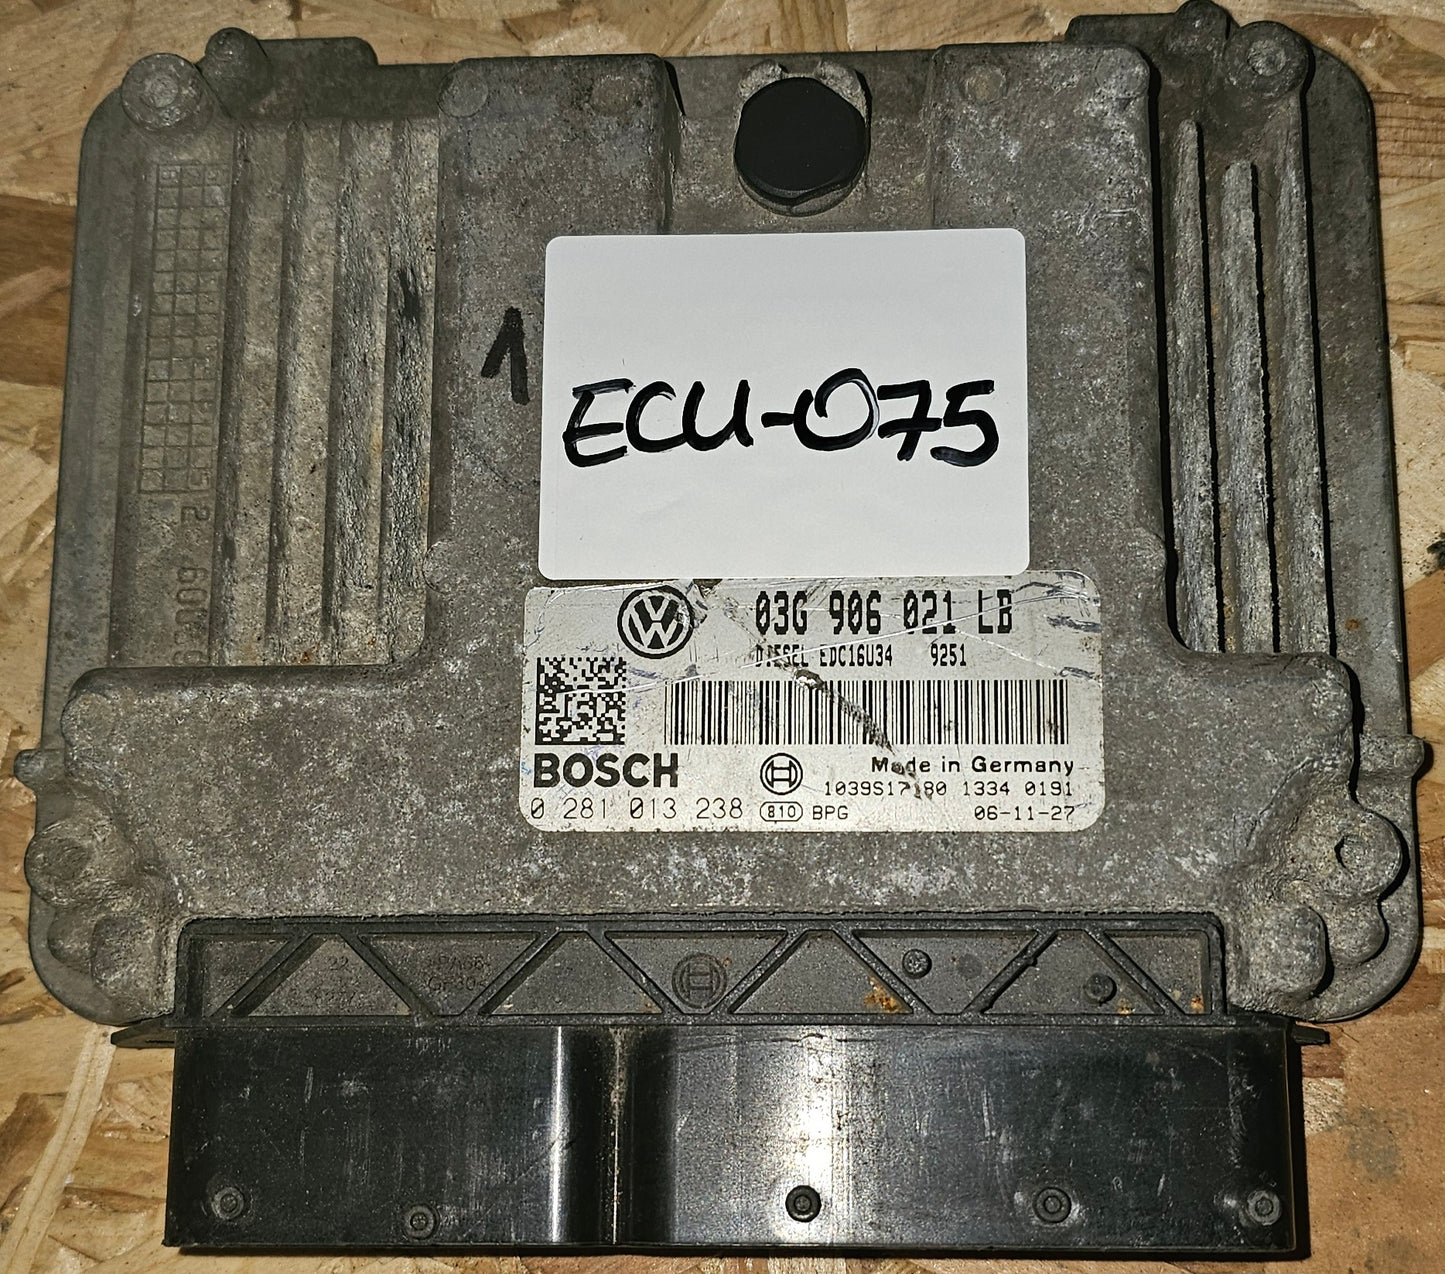 1
ECU-075
03G 906 021 LB
DIESEL EDC16U34 9251
BOSCH
Made in Germany
1334 0191
0 281 013 238 810 BPG 06-11-27